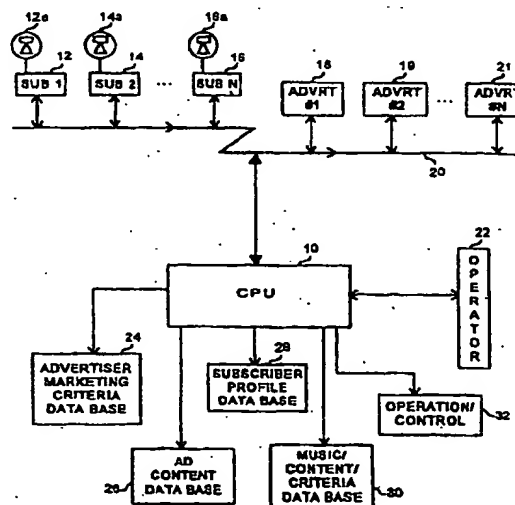 12a
14a
16a
12
14
16
SUB 1
SUB 2
...
SUB N
18
19
21
ADVRT #1
ADVRT #2
...
ADVRT #N
20
10
CPU
22
OPERATOR
24
ADVERTISER
MARKETING
CRITERIA
DATA BASE
28
SUBSCRIBER
PROFILE
DATA BASE
OPERATION/
CONTROL
32
AD
CONTENT
DATA BASE
26
MUSIC/
CONTENT/
CRITERIA
DATA BASE
30